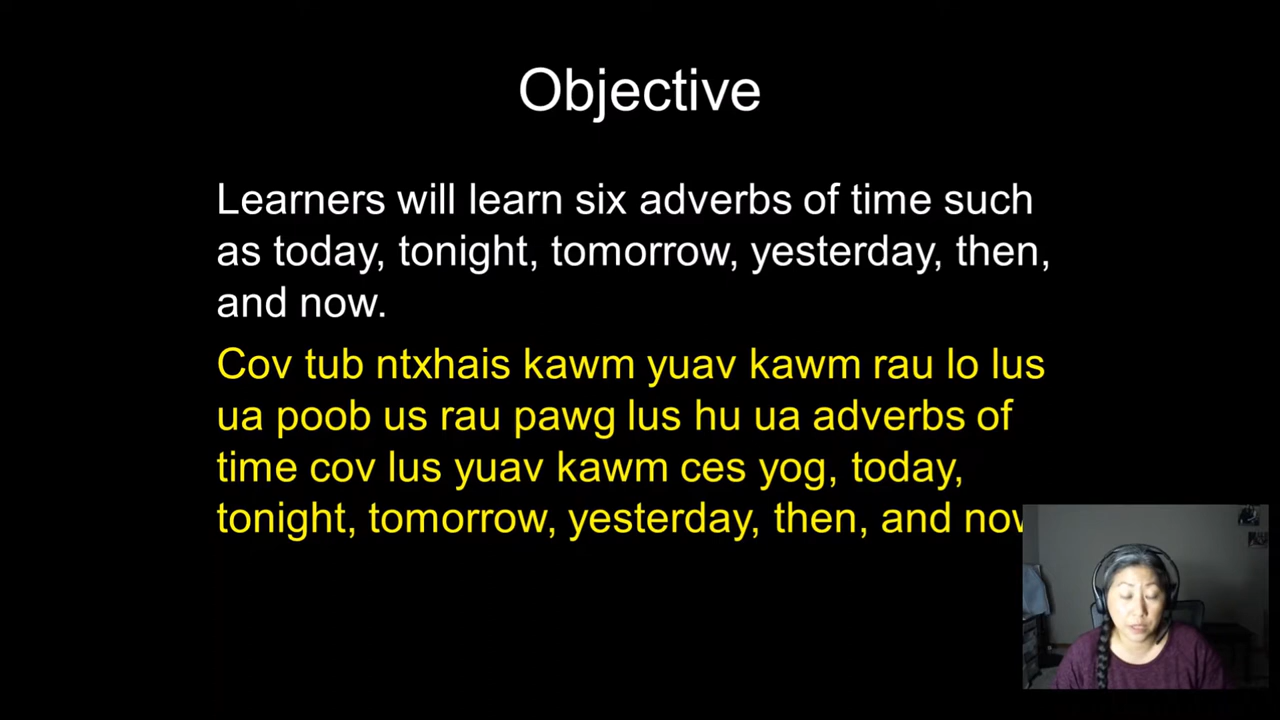 Objective
Learners will learn six adverbs of time such
as today, tonight, tomorrow, yesterday, then,
and now.
Cov tub ntxhais kawm yuav kawm rau lo lus
ua poob us rau pawg lus hu ua adverbs of
time cov lus yuav kawm ces yog, today,
tonight, tomorrow, yesterday, then, and now